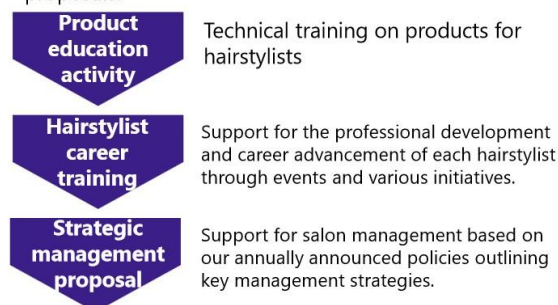 Product
education
activity
Technical training on products for
hairstylists
Hairstylist
career
training
Support for the professional development
and career advancement of each hairstylist
through events and various initiatives.
Strategic
management
proposal
Support for salon management based on
our annually announced policies outlining
key management strategies.